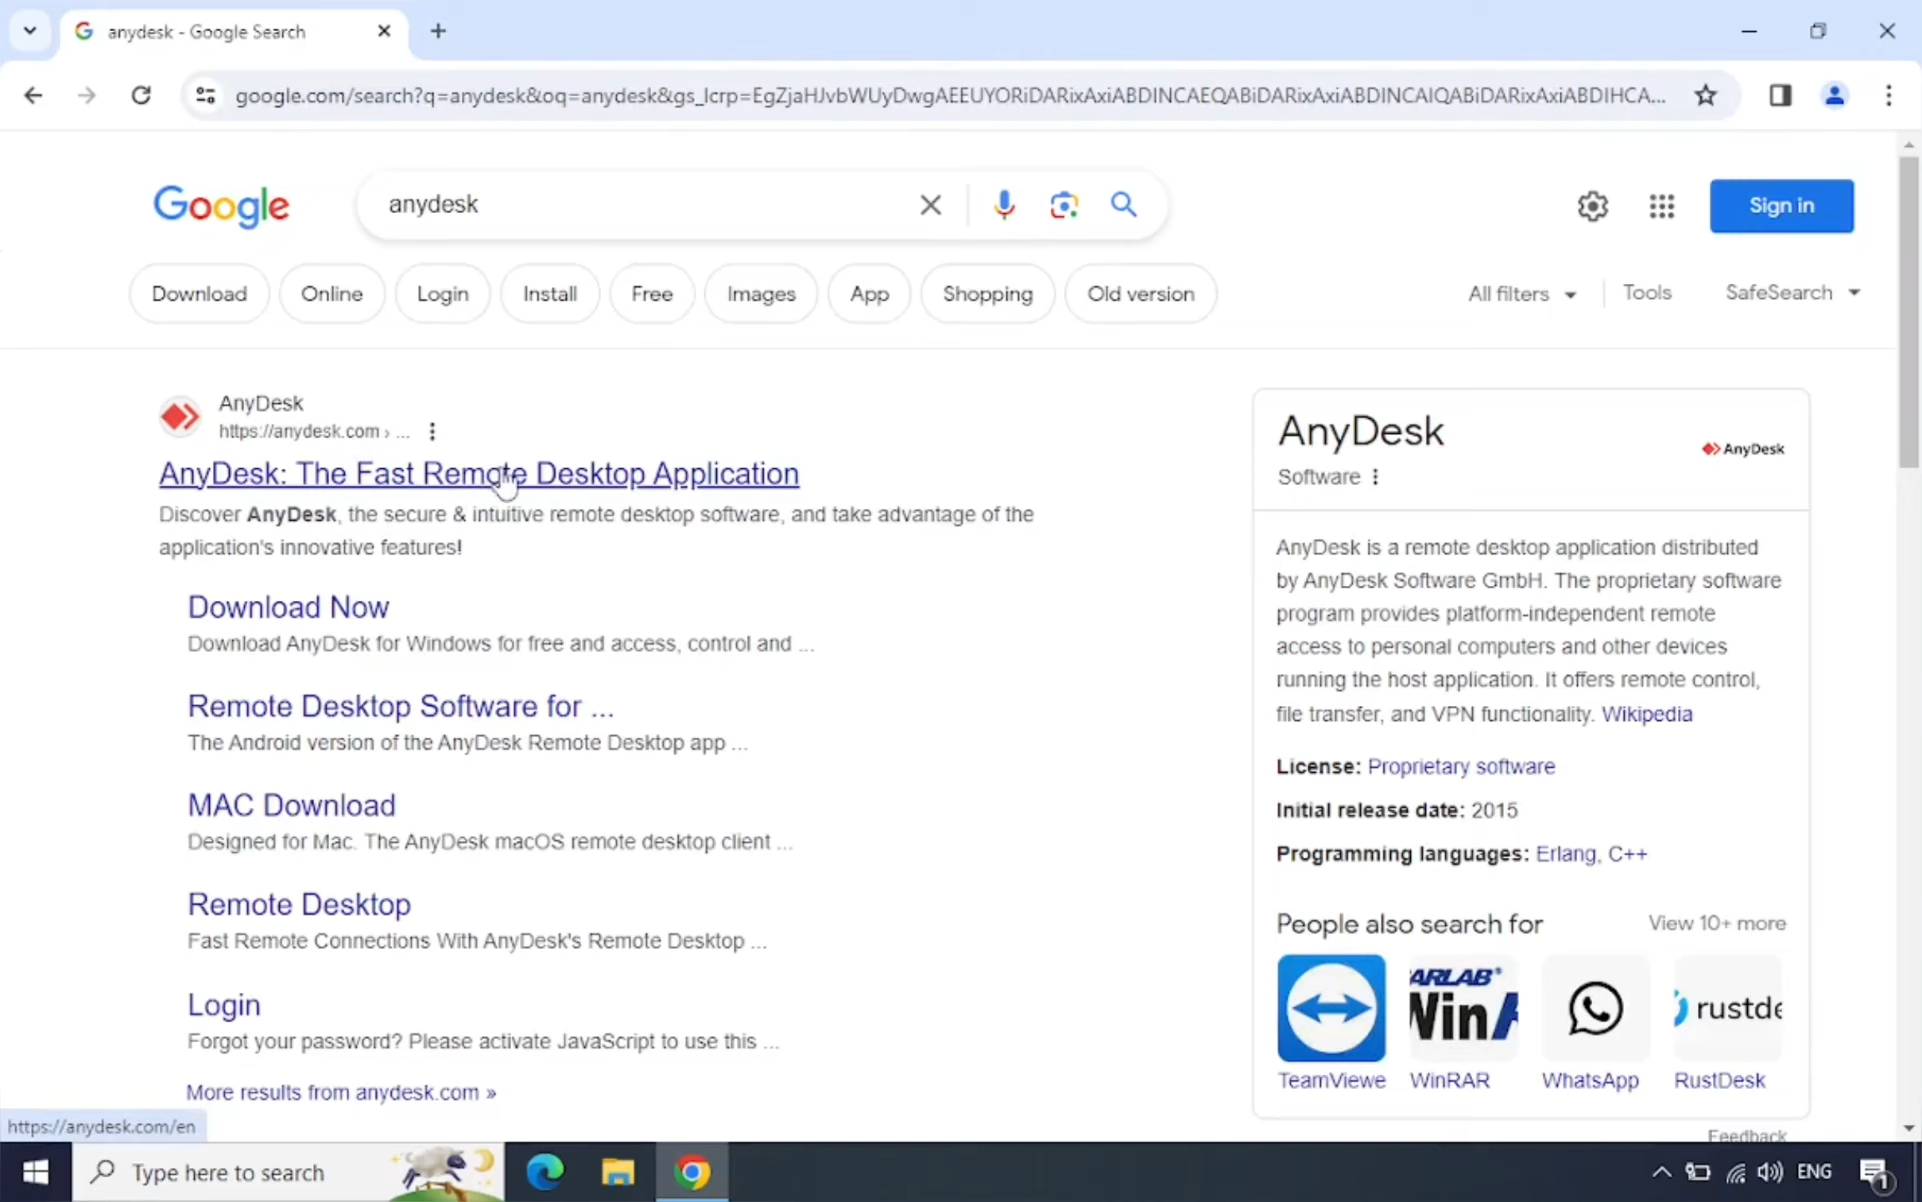 anydesk - Google Search
google.com/search?q=anydesk&oq=anydesk&gs_lcrp=EgZjaHJvbWUyDwgAEEUYORiDARixAxiABDINCAEQABiDARixAxiABDINCAIQABiDARixAxiABDIHCA...
Google
anydesk
Sign in
Download
Online
Login
Install
Free
Images
App
Shopping
Old version
All filters
Tools
SafeSearch
AnyDesk
https://anydesk.com › ...
AnyDesk: The Fast Remote Desktop Application
Discover AnyDesk, the secure & intuitive remote desktop software, and take advantage of the
application's innovative features!
Download Now
Download AnyDesk for Windows for free and access, control and ...
Remote Desktop Software for ...
The Android version of the AnyDesk Remote Desktop app ...
MAC Download
Designed for Mac. The AnyDesk macOS remote desktop client ...
Remote Desktop
Fast Remote Connections With AnyDesk's Remote Desktop ...
Login
Forgot your password? Please activate JavaScript to use this ...
More results from anydesk.com »
AnyDesk
Software
AnyDesk
AnyDesk is a remote desktop application distributed
by AnyDesk Software GmbH. The proprietary software
program provides platform-independent remote
access to personal computers and other devices
running the host application. It offers remote control,
file transfer, and VPN functionality. Wikipedia
License: Proprietary software
Initial release date: 2015
Programming languages: Erlang, C++
People also search for
View 10+ more
ARLAB®
WinA
rustde
TeamViewe
WinRAR
WhatsApp
RustDesk
Feedback
https://anydesk.com/en
Type here to search
ENG
1